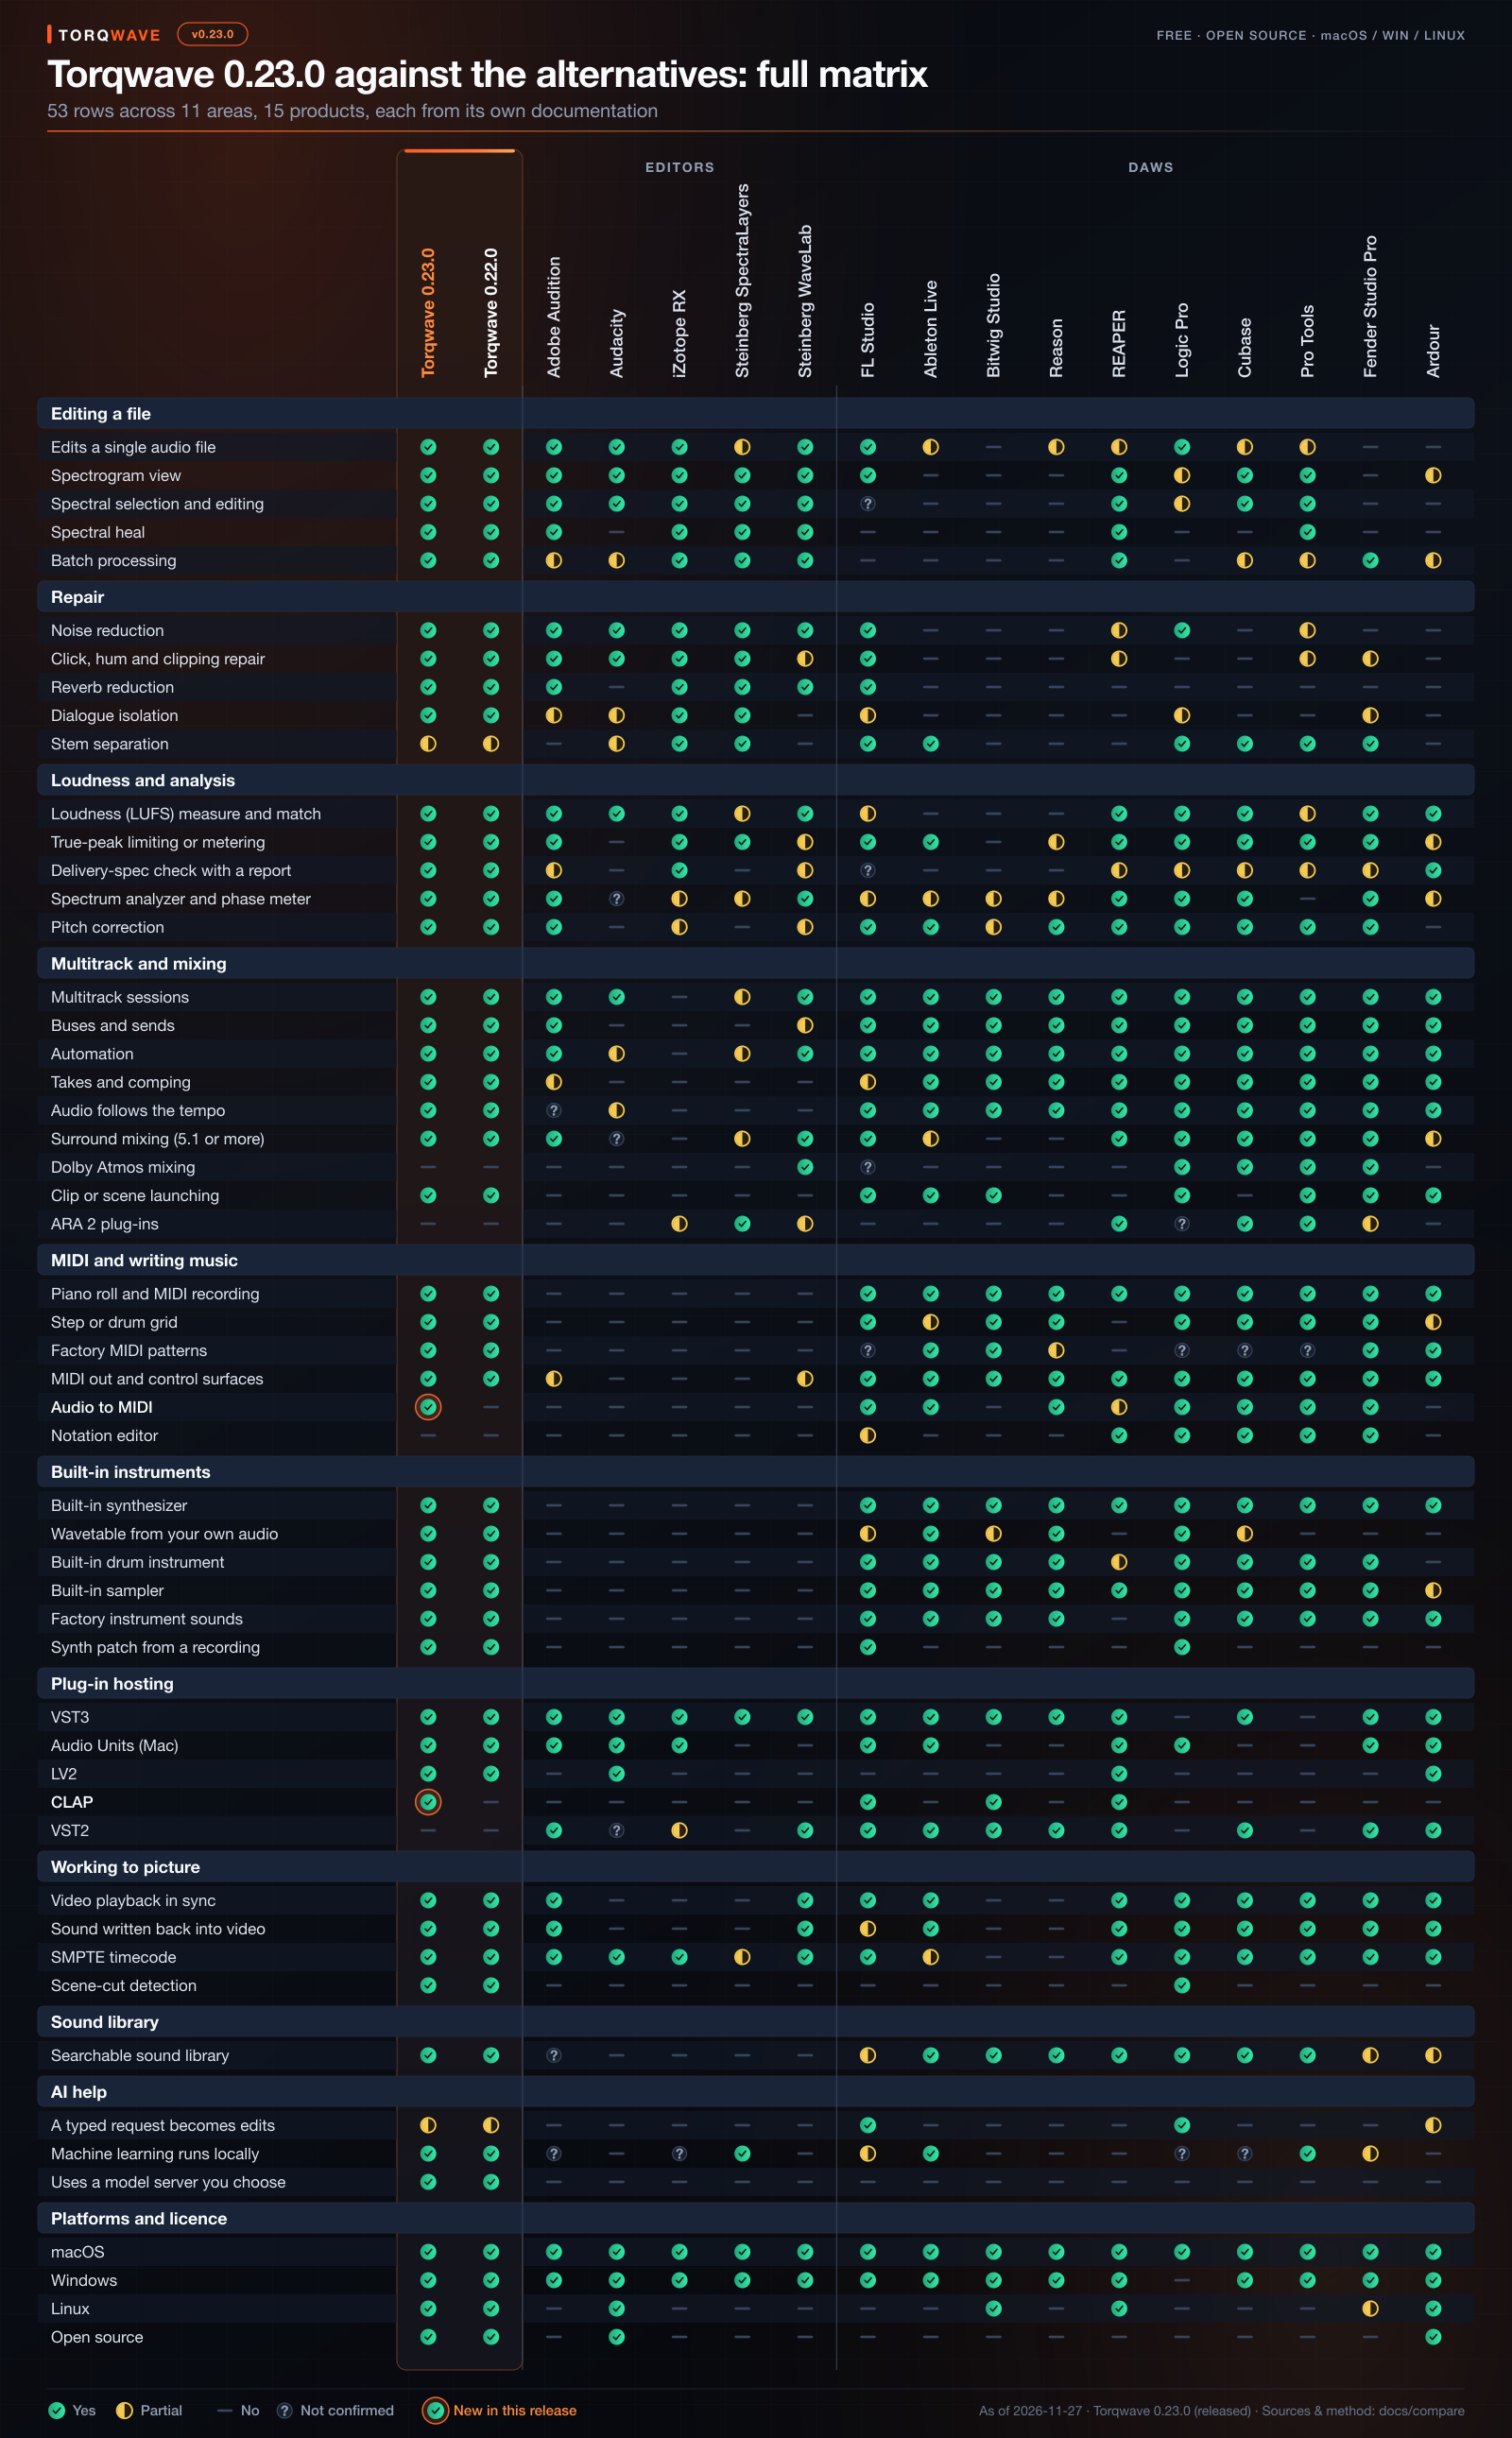 TORQWAVE v0.23.0
FREE · OPEN SOURCE · macOS / WIN / LINUX
Torqwave 0.23.0 against the alternatives: full matrix
53 rows across 11 areas, 15 products, each from its own documentation
EDITORS
DAWS
Torqwave 0.23.0
Torqwave 0.22.0
Adobe Audition
Audacity
iZotope RX
Steinberg SpectraLayers
Steinberg WaveLab
FL Studio
Ableton Live
Bitwig Studio
Reason
REAPER
Logic Pro
Cubase
Pro Tools
Fender Studio Pro
Ardour
Editing a file
Edits a single audio file
Spectrogram view
Spectral selection and editing
Spectral heal
Batch processing
Repair
Noise reduction
Click, hum and clipping repair
Reverb reduction
Dialogue isolation
Stem separation
Loudness and analysis
Loudness (LUFS) measure and match
True-peak limiting or metering
Delivery-spec check with a report
Spectrum analyzer and phase meter
Pitch correction
Multitrack and mixing
Multitrack sessions
Buses and sends
Automation
Takes and comping
Audio follows the tempo
Surround mixing (5.1 or more)
Dolby Atmos mixing
Clip or scene launching
ARA 2 plug-ins
MIDI and writing music
Piano roll and MIDI recording
Step or drum grid
Factory MIDI patterns
MIDI out and control surfaces
Audio to MIDI
Notation editor
Built-in instruments
Built-in synthesizer
Wavetable from your own audio
Built-in drum instrument
Built-in sampler
Factory instrument sounds
Synth patch from a recording
Plug-in hosting
VST3
Audio Units (Mac)
LV2
CLAP
VST2
Working to picture
Video playback in sync
Sound written back into video
SMPTE timecode
Scene-cut detection
Sound library
Searchable sound library
AI help
A typed request becomes edits
Machine learning runs locally
Uses a model server you choose
Platforms and licence
macOS
Windows
Linux
Open source
Yes Partial No ? Not confirmed New in this release
As of 2026-11-27 · Torqwave 0.23.0 (released) · Sources & method: docs/compare